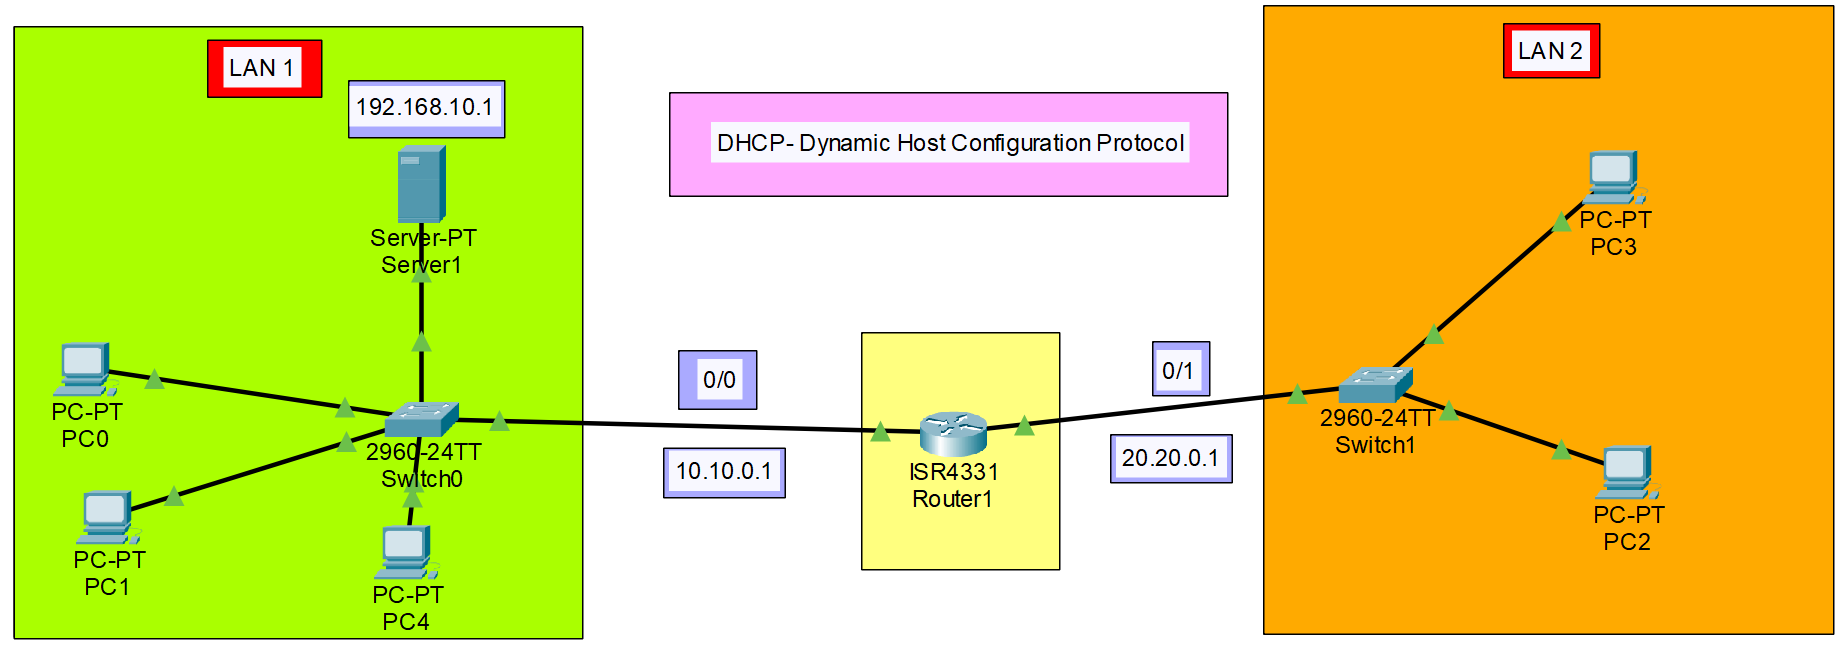 LAN 1
192.168.10.1
Server-PT
Server1
PC-PT
PC0
PC-PT
PC1
2960-24TT
Switch0
PC-PT
PC4
DHCP- Dynamic Host Configuration Protocol
0/0
10.10.0.1
ISR4331
Router1
0/1
20.20.0.1
LAN 2
PC-PT
PC3
2960-24TT
Switch1
PC-PT
PC2